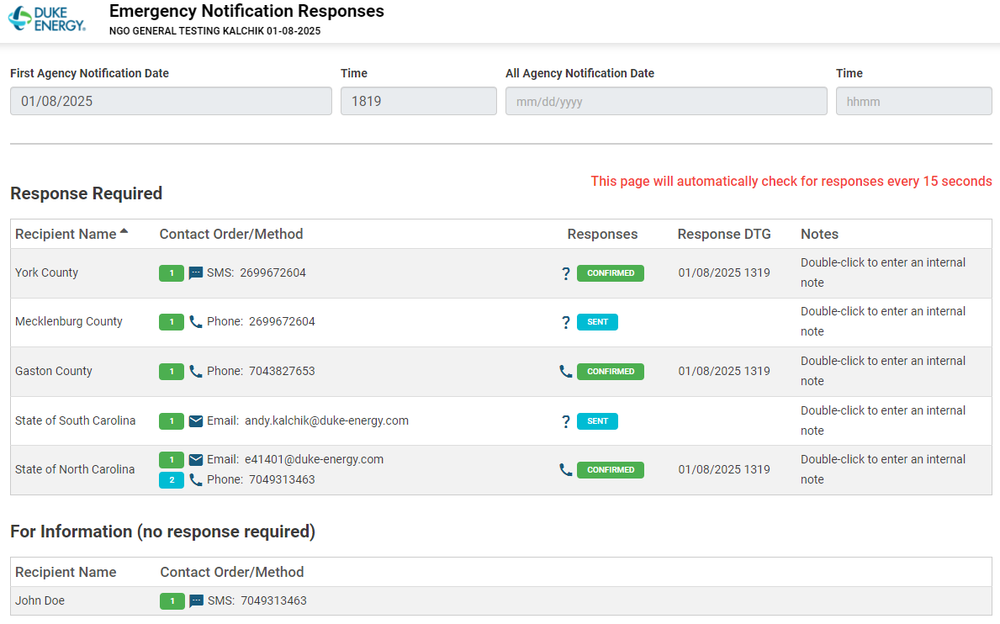 DUKE ENERGY®
Emergency Notification Responses
NGO GENERAL TESTING KALCHIK 01-08-2025
First Agency Notification Date Time All Agency Notification Date Time
01/08/2025 1819 mm/dd/yyyy hhmm
This page will automatically check for responses every 15 seconds
Response Required
Recipient Name Contact Order/Method Responses Response DTG Notes
York County 1 SMS: 2699672604 ? CONFIRMED 01/08/2025 1319 Double-click to enter an internal
note
Mecklenburg County 1 Phone: 2699672604 ? SENT Double-click to enter an internal
note
Gaston County 1 Phone: 7043827653 CONFIRMED 01/08/2025 1319 Double-click to enter an internal
note
State of South Carolina 1 Email: andy.kalchik@duke-energy.com ? SENT Double-click to enter an internal
note
State of North Carolina 1 Email: e41401@duke-energy.com CONFIRMED 01/08/2025 1319 Double-click to enter an internal
2 Phone: 7049313463 note
For Information (no response required)
Recipient Name Contact Order/Method
John Doe 1 SMS: 7049313463